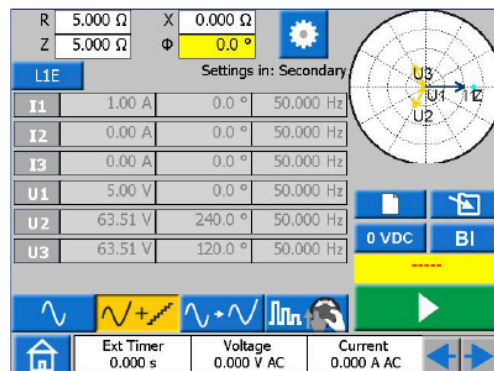 R 5.000 Ω X 0.000 Ω
Z 5.000 Ω Φ 0.0 °
L1E Settings in: Secondary
I1 1.00 A 0.0 ° 50.000 Hz
I2 0.00 A 0.0 ° 50.000 Hz
I3 0.00 A 0.0 ° 50.000 Hz
U1 5.00 V 0.0 ° 50.000 Hz
U2 63.51 V 240.0 ° 50.000 Hz
U3 63.51 V 120.0 ° 50.000 Hz
U3
U1
U2
0 VDC BI
-----
Ext Timer Voltage Current
0.000 s 0.000 V AC 0.000 A AC